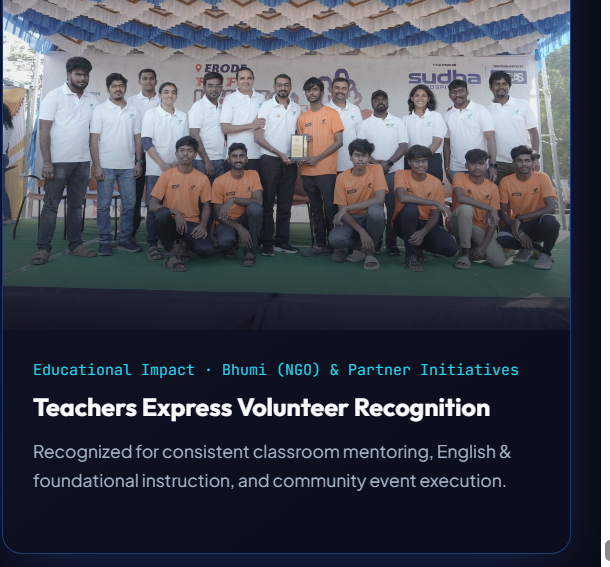 ERODE
sudha
Educational Impact · Bhumi (NGO) & Partner Initiatives
Teachers Express Volunteer Recognition
Recognized for consistent classroom mentoring, English &
foundational instruction, and community event execution.